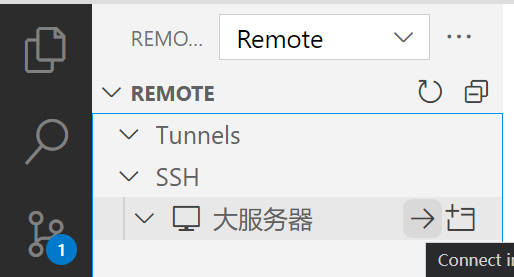 REMO... Remote ...
REMOTE
Tunnels
SSH
大服务器
1
Connect i